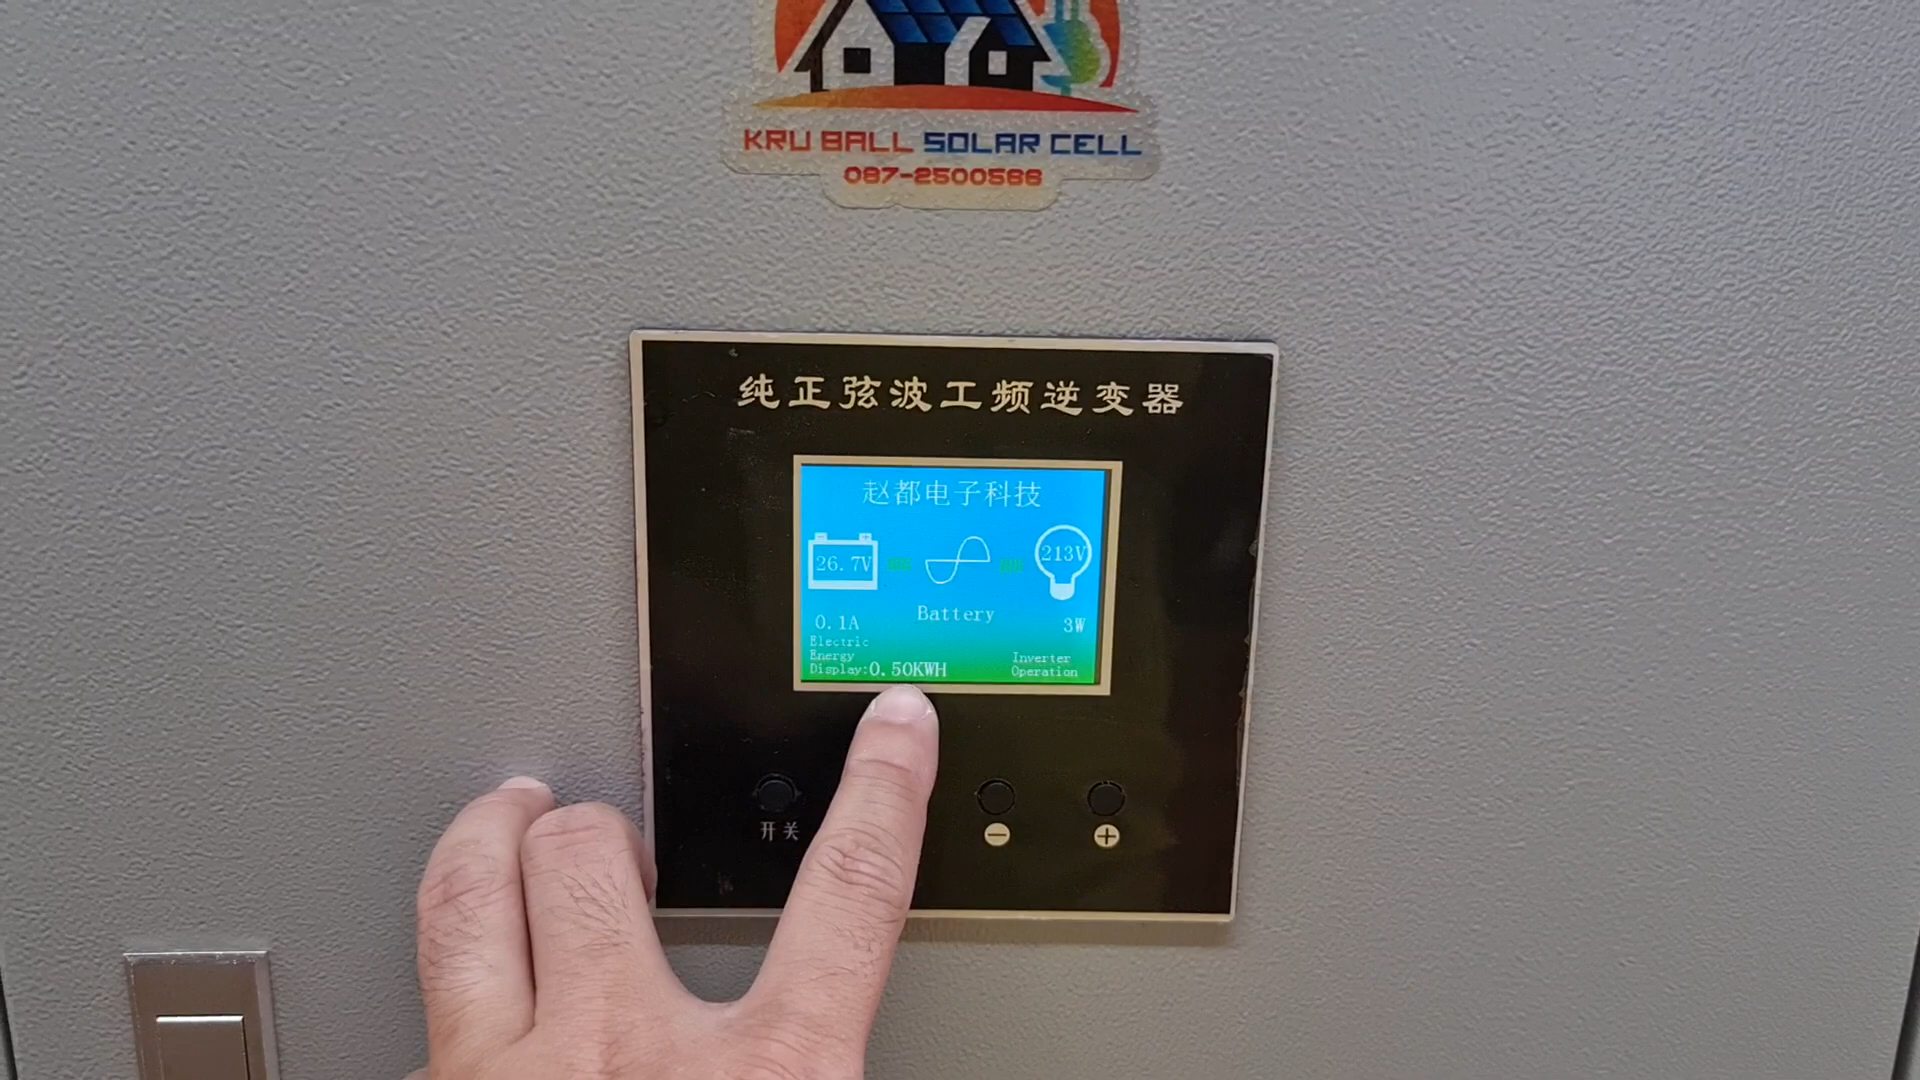 KRU BALL SOLAR CELL
087-2500566
纯正弦波工频逆变器
赵都电子科技
26.7V
213V
Battery
0.1A
3W
Electric
Energy
Display:0.50KWH
Inverter
Operation
开关
−
+